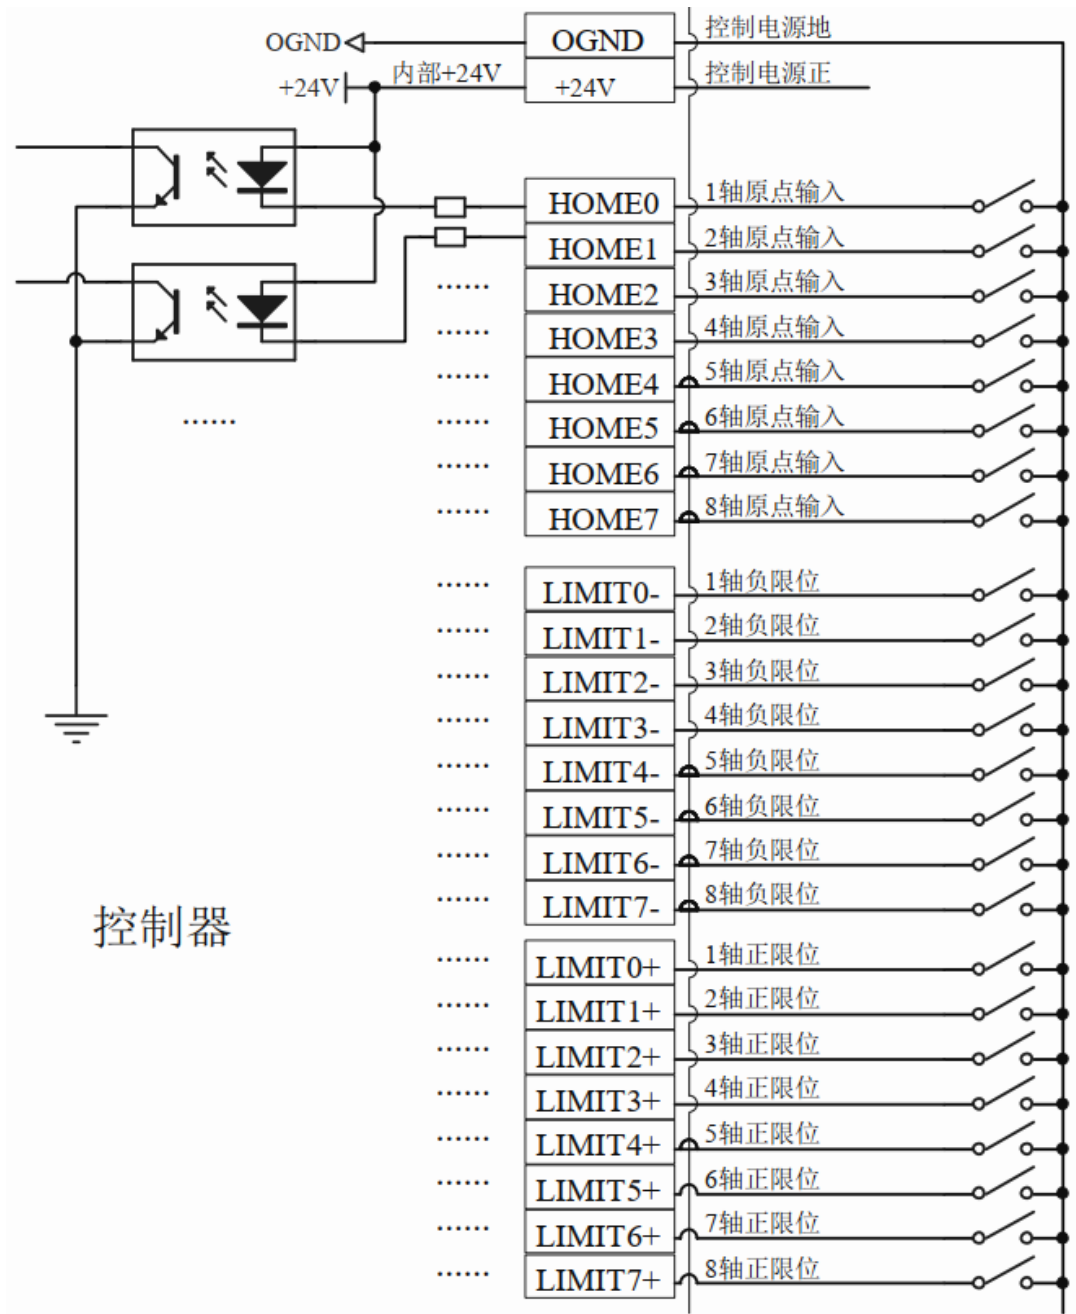 OGND OGND 控制电源地
+24V 内部+24V +24V 控制电源正
HOME0 1轴原点输入
HOME1 2轴原点输入
...... HOME2 3轴原点输入
...... HOME3 4轴原点输入
...... HOME4 5轴原点输入
...... ...... HOME5 6轴原点输入
...... HOME6 7轴原点输入
...... HOME7 8轴原点输入
...... LIMIT0- 1轴负限位
...... LIMIT1- 2轴负限位
...... LIMIT2- 3轴负限位
...... LIMIT3- 4轴负限位
...... LIMIT4- 5轴负限位
...... LIMIT5- 6轴负限位
...... LIMIT6- 7轴负限位
...... LIMIT7- 8轴负限位
控制器
...... LIMIT0+ 1轴正限位
...... LIMIT1+ 2轴正限位
...... LIMIT2+ 3轴正限位
...... LIMIT3+ 4轴正限位
...... LIMIT4+ 5轴正限位
...... LIMIT5+ 6轴正限位
...... LIMIT6+ 7轴正限位
...... LIMIT7+ 8轴正限位